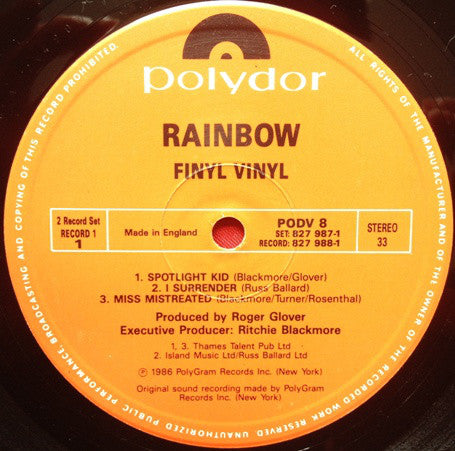 polydor
RAINBOW
FINYL VINYL
2 Record Set
RECORD 1
1
Made in England
PODV 8
SET: 827 987-1
RECORD: 827 988-1
STEREO
33
1. SPOTLIGHT KID (Blackmore/Glover)
2. I SURRENDER (Russ Ballard)
3. MISS MISTREATED (Blackmore/Turner/Rosenthal)
Produced by Roger Glover
Executive Producer: Ritchie Blackmore
1. 3. Thames Talent Pub Ltd
2. Island Music Ltd/Russ Ballard Ltd
℗ 1986 PolyGram Records Inc. (New York)
Original sound recording made by PolyGram
Records Inc. (New York)
ALL RIGHTS OF THE MANUFACTURER AND OF THE OWNER OF THE RECORDED WORK RESERVED. UNAUTHORIZED PUBLIC PERFORMANCE, BROADCASTING AND COPYING OF THIS RECORD PROHIBITED.